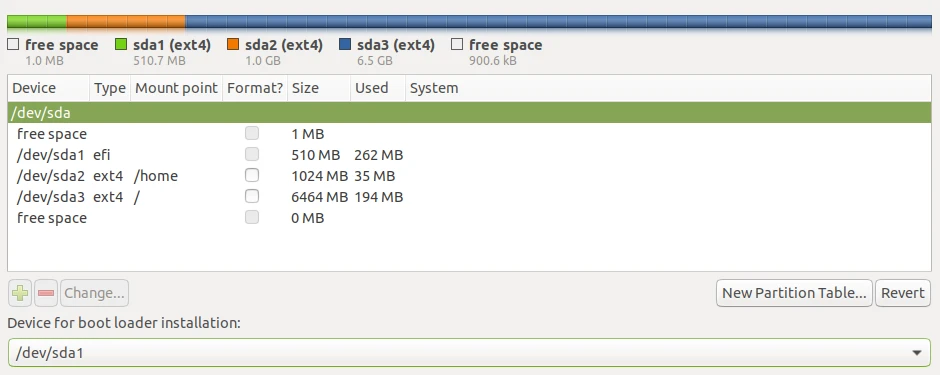 free space sda1 (ext4) sda2 (ext4) sda3 (ext4) free space
1.0 MB 510.7 MB 1.0 GB 6.5 GB 900.6 kB
Device Type Mount point Format? Size Used System
/dev/sda
free space 1 MB
/dev/sda1 efi 510 MB 262 MB
/dev/sda2 ext4 /home 1024 MB 35 MB
/dev/sda3 ext4 / 6464 MB 194 MB
free space 0 MB
Change... New Partition Table... Revert
Device for boot loader installation:
/dev/sda1